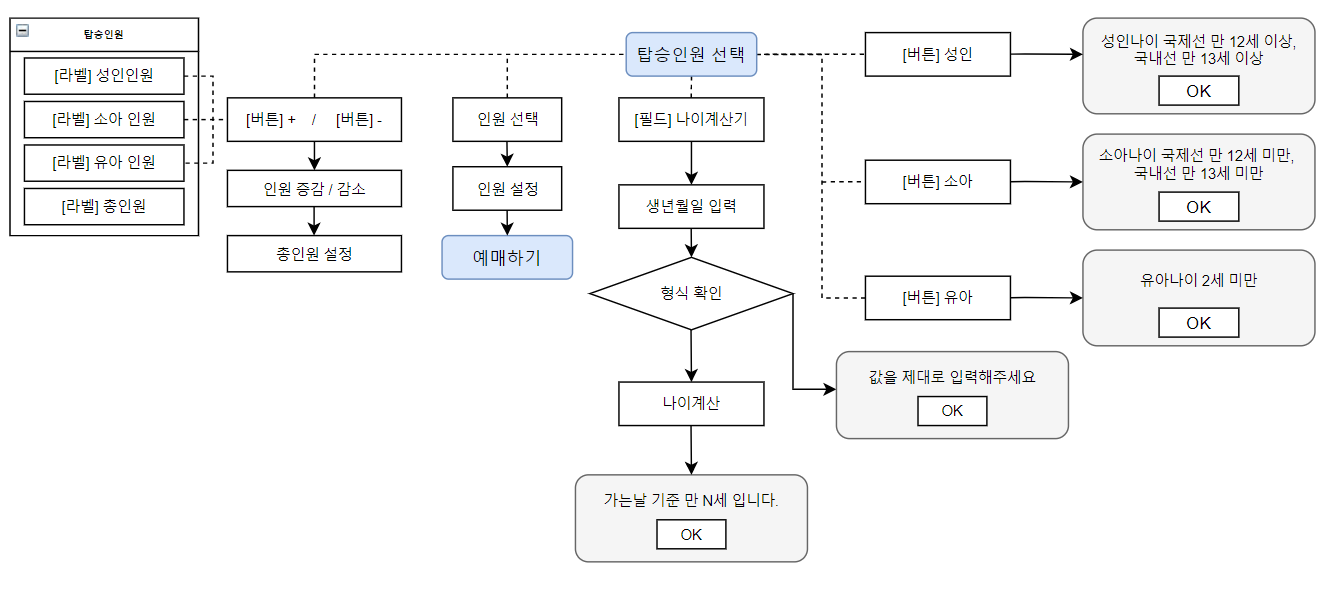 탑승인원
[라벨] 성인인원
[라벨] 소아 인원
[라벨] 유아 인원
[라벨] 총인원
탑승인원 선택
[버튼] + / [버튼] -
인원 증감 / 감소
총인원 설정
인원 선택
인원 설정
예매하기
[필드] 나이계산기
생년월일 입력
형식 확인
나이계산
가는날 기준 만 N세 입니다.
OK
값을 제대로 입력해주세요
OK
[버튼] 성인
성인나이 국제선 만 12세 이상,
국내선 만 13세 이상
OK
[버튼] 소아
소아나이 국제선 만 12세 미만,
국내선 만 13세 미만
OK
[버튼] 유아
유아나이 2세 미만
OK